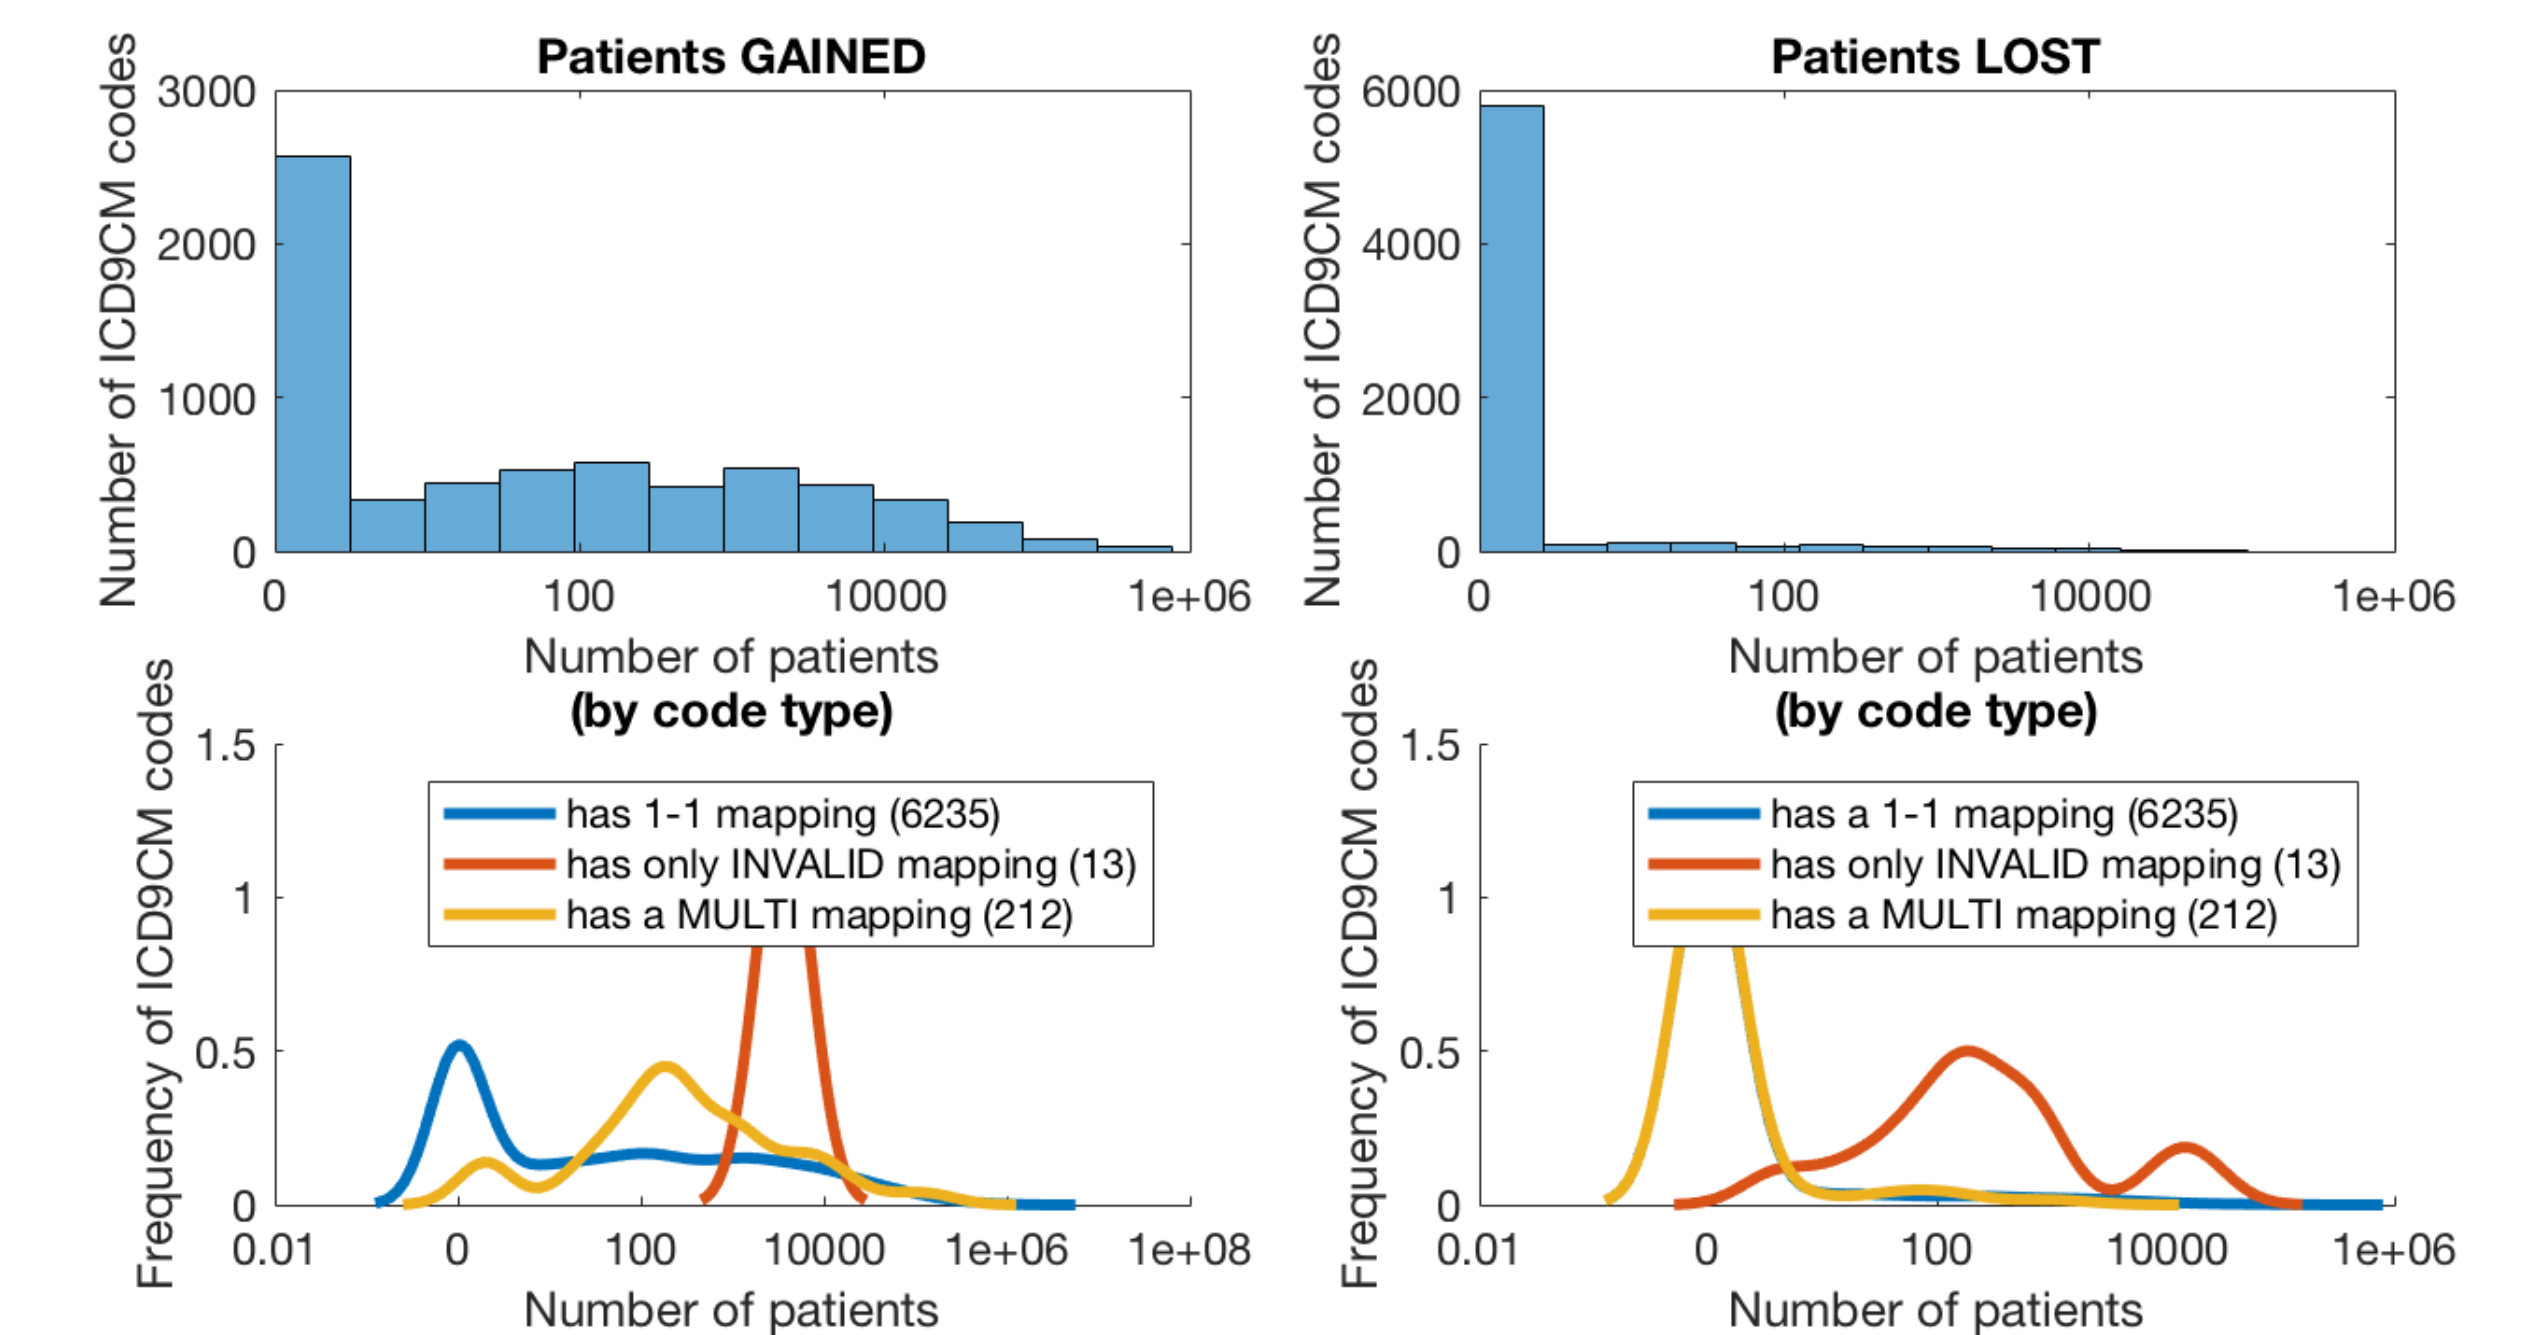 Patients GAINED
Number of ICD9CM codes
3000
2000
1000
0
0 100 10000 1e+06
Number of patients
Patients LOST
Number of ICD9CM codes
6000
4000
2000
0
0 100 10000 1e+06
Number of patients
(by code type)
Frequency of ICD9CM codes
1.5
1
0.5
0
has 1-1 mapping (6235)
has only INVALID mapping (13)
has a MULTI mapping (212)
0.01 0 100 10000 1e+06 1e+08
Number of patients
(by code type)
Frequency of ICD9CM codes
1.5
1
0.5
0
has a 1-1 mapping (6235)
has only INVALID mapping (13)
has a MULTI mapping (212)
0.01 0 100 10000 1e+06
Number of patients